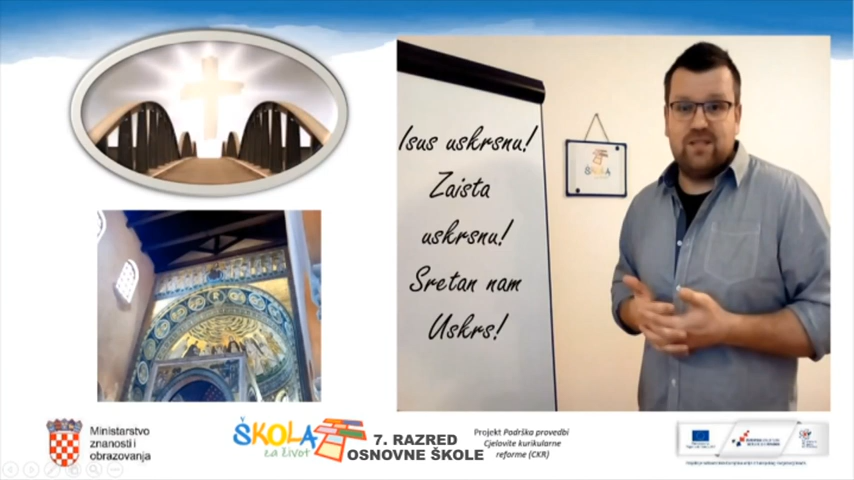 Isus uskrsnu!
Zaista
uskrsnu!
Sretan nam
Uskrs!
ŠKOLA
Ministarstvo
znanosti i
obrazovanja
ŠKOLA
za život
7. RAZRED
OSNOVNE ŠKOLE
Projekt Podrška provedbi
Cjelovite kurikularne
reforme (CKR)